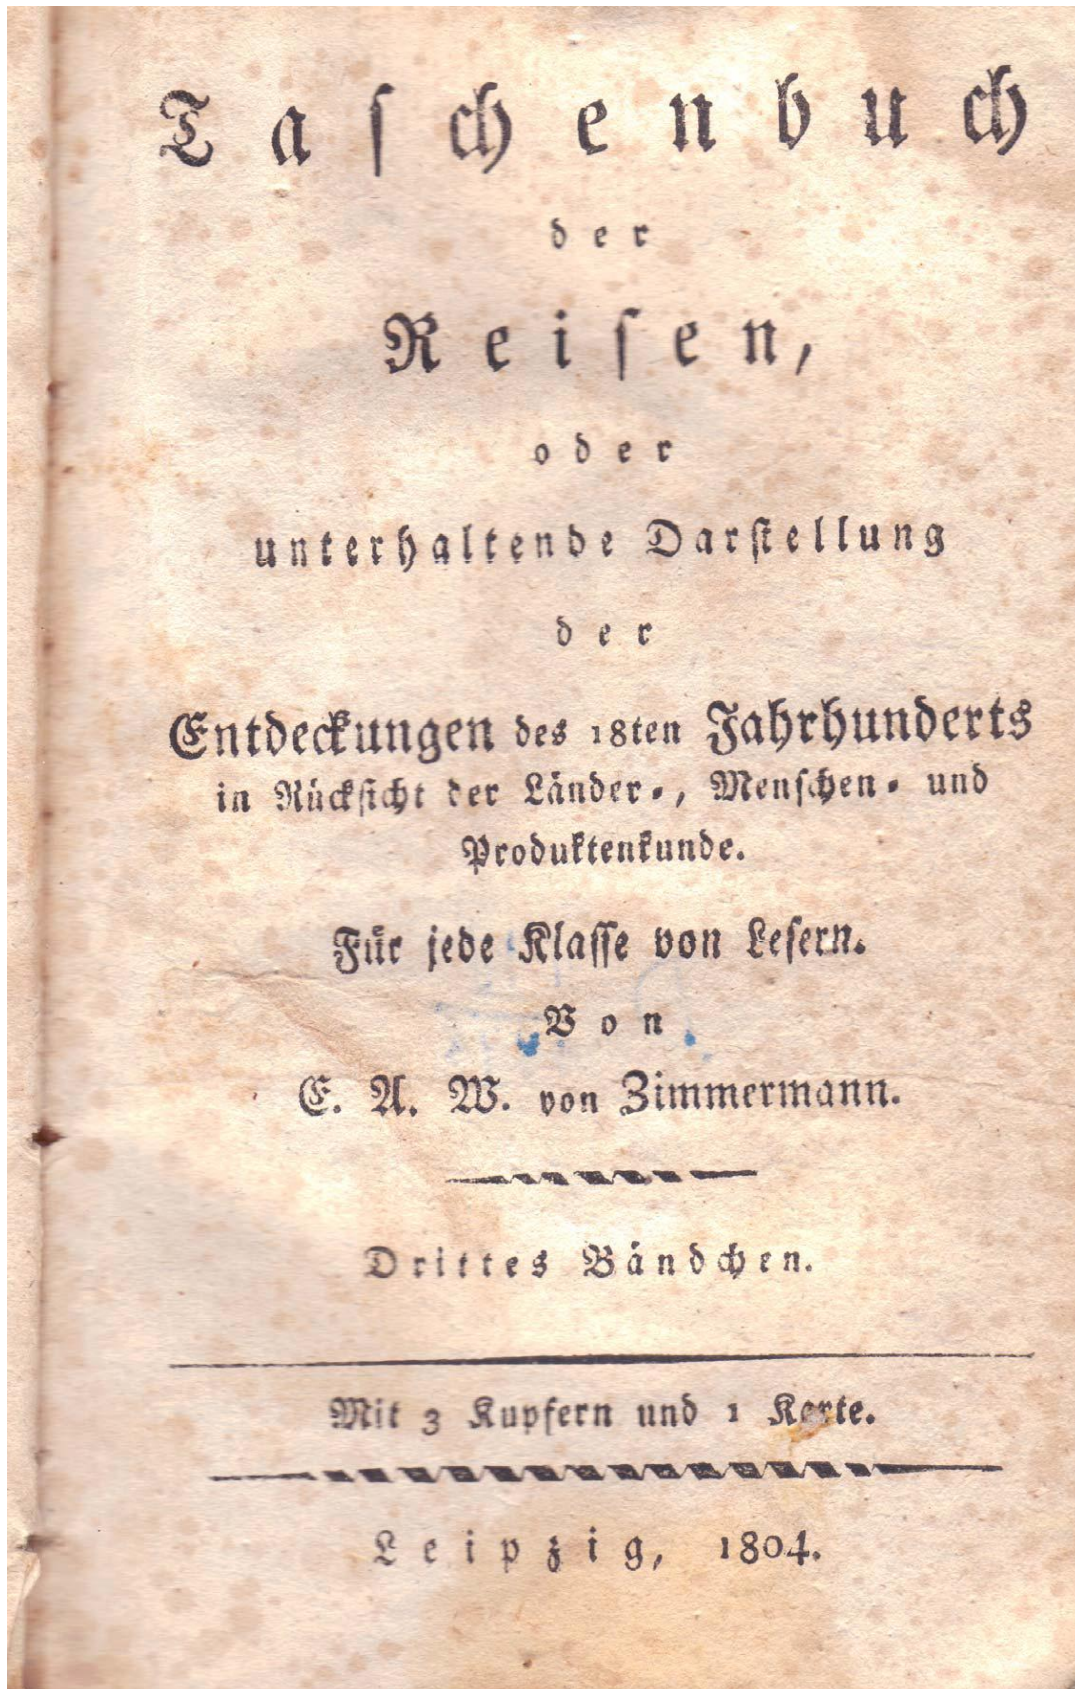 Taſchenbuch
der
Reiſen,
oder
unterhaltende Darſtellung
der
Entdeckungen des 18ten Jahrhunderts
in Rückſicht der Länder-, Menſchen- und
Produktenkunde.
Für jede Klaſſe von Leſern.
Von
E. A. W. von Zimmermann.
Drittes Bändchen.
Mit 3 Kupfern und 1 Karte.
Leipzig, 1804.